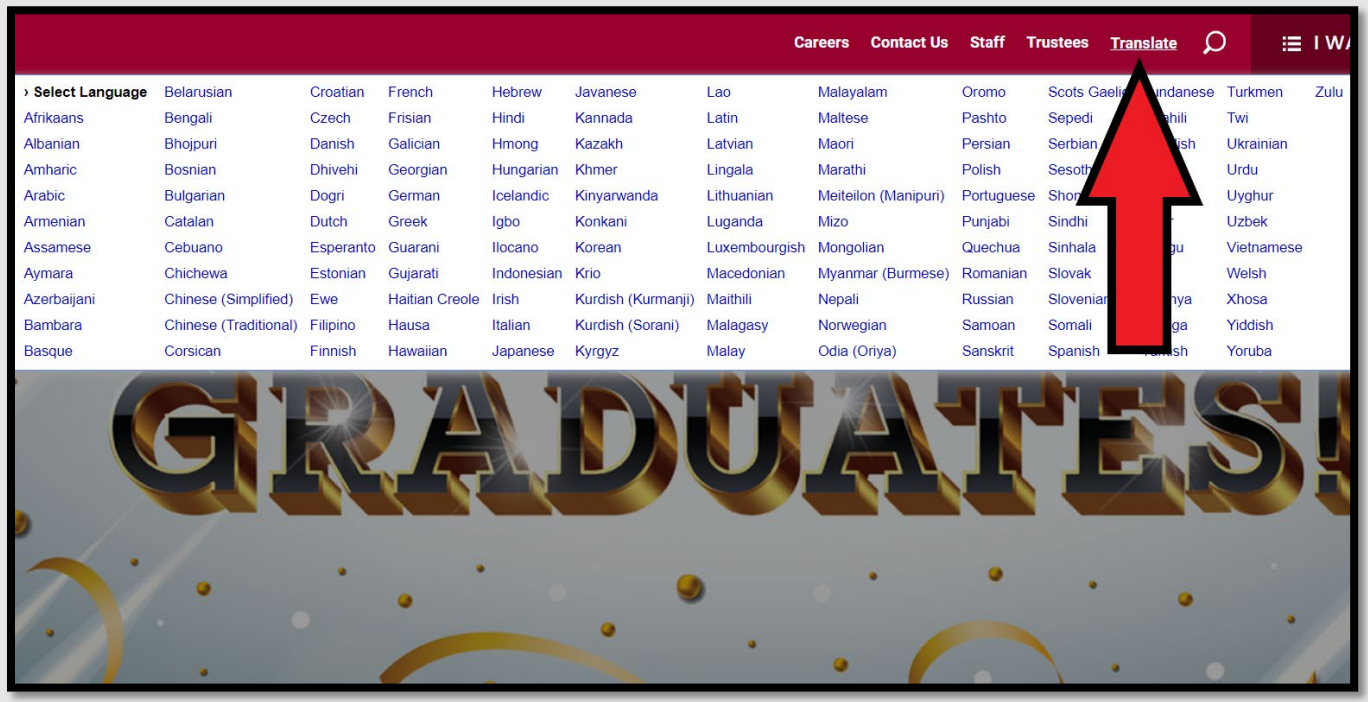 Careers Contact Us Staff Trustees Translate I
› Select Language Belarusian Croatian French Hebrew Javanese Lao Malayalam Oromo Scots Turkmen Zulu
Afrikaans Bengali Czech Frisian Hindi Kannada Latin Maltese Pashto Sepedi Twi
Albanian Bhojpuri Danish Galician Hmong Kazakh Latvian Maori Persian Serbian Ukrainian
Amharic Bosnian Dhivehi Georgian Hungarian Khmer Lingala Marathi Polish Urdu
Arabic Bulgarian Dogri German Icelandic Kinyarwanda Lithuanian Meiteilon (Manipuri) Portuguese Uyghur
Armenian Catalan Dutch Greek Igbo Konkani Luganda Mizo Punjabi Sindhi Uzbek
Assamese Cebuano Esperanto Guarani Ilocano Korean Luxembourgish Mongolian Quechua Sinhala Vietnamese
Aymara Chichewa Estonian Gujarati Indonesian Krio Macedonian Myanmar (Burmese) Romanian Slovak Welsh
Azerbaijani Chinese (Simplified) Ewe Haitian Creole Irish Kurdish (Kurmanji) Maithili Nepali Russian Slovenian Xhosa
Bambara Chinese (Traditional) Filipino Hausa Italian Kurdish (Sorani) Malagasy Norwegian Samoan Somali Yiddish
Basque Corsican Finnish Hawaiian Japanese Kyrgyz Malay Odia (Oriya) Sanskrit Spanish Yoruba
GRADUATES!